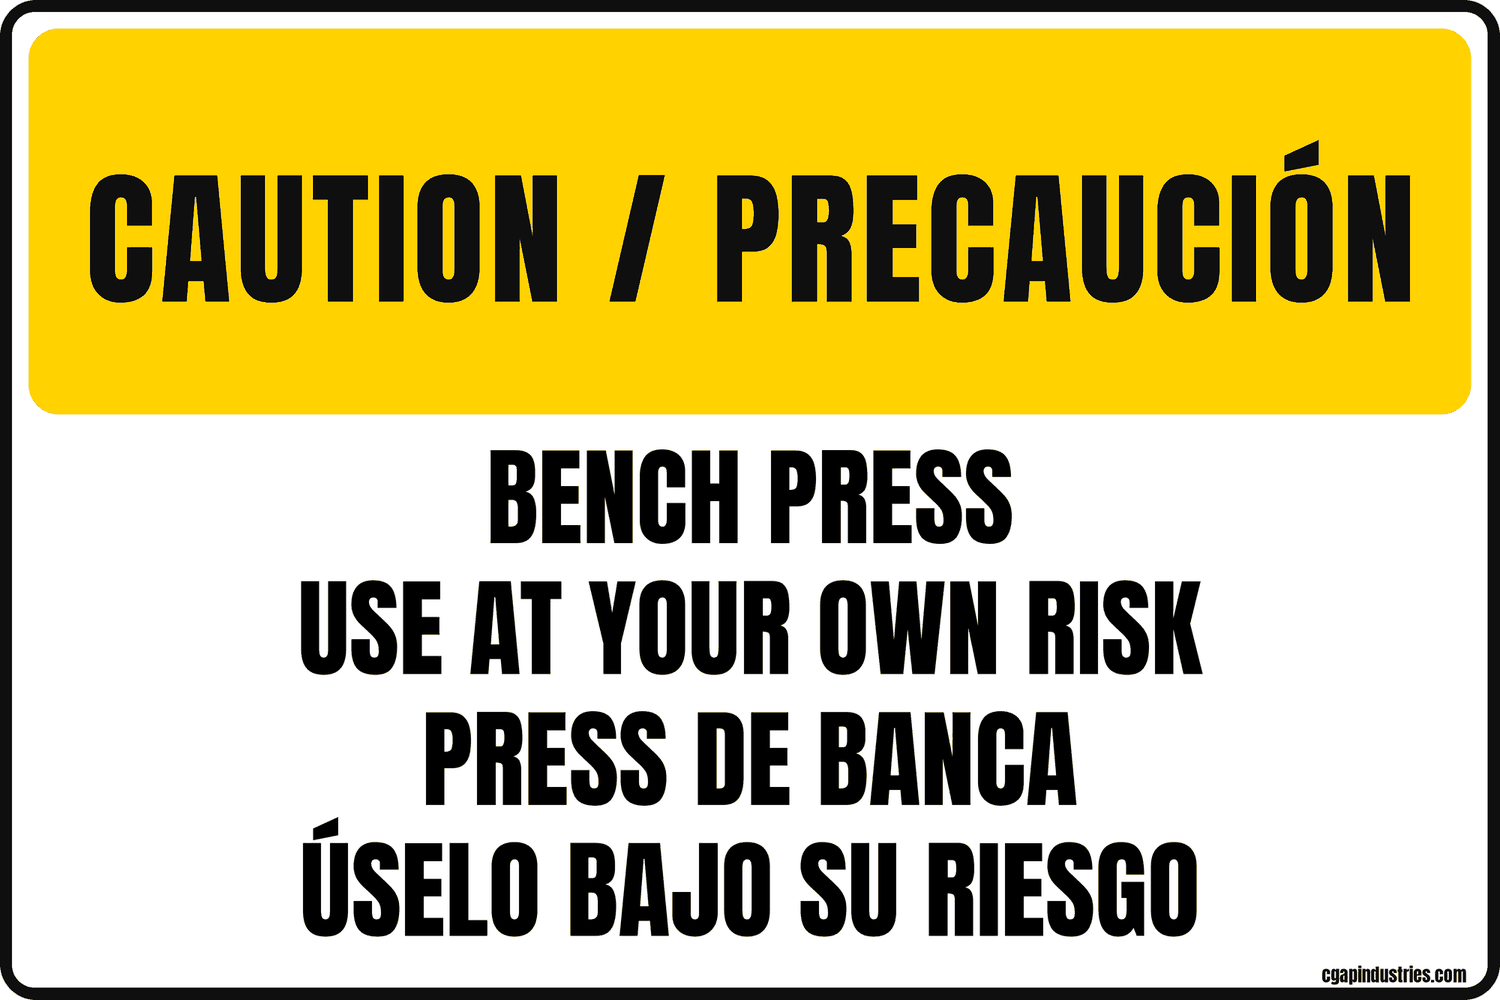 CAUTION / PRECAUCIÓN
BENCH PRESS
USE AT YOUR OWN RISK
PRESS DE BANCA
ÚSELO BAJO SU RIESGO
cgapindustries.com